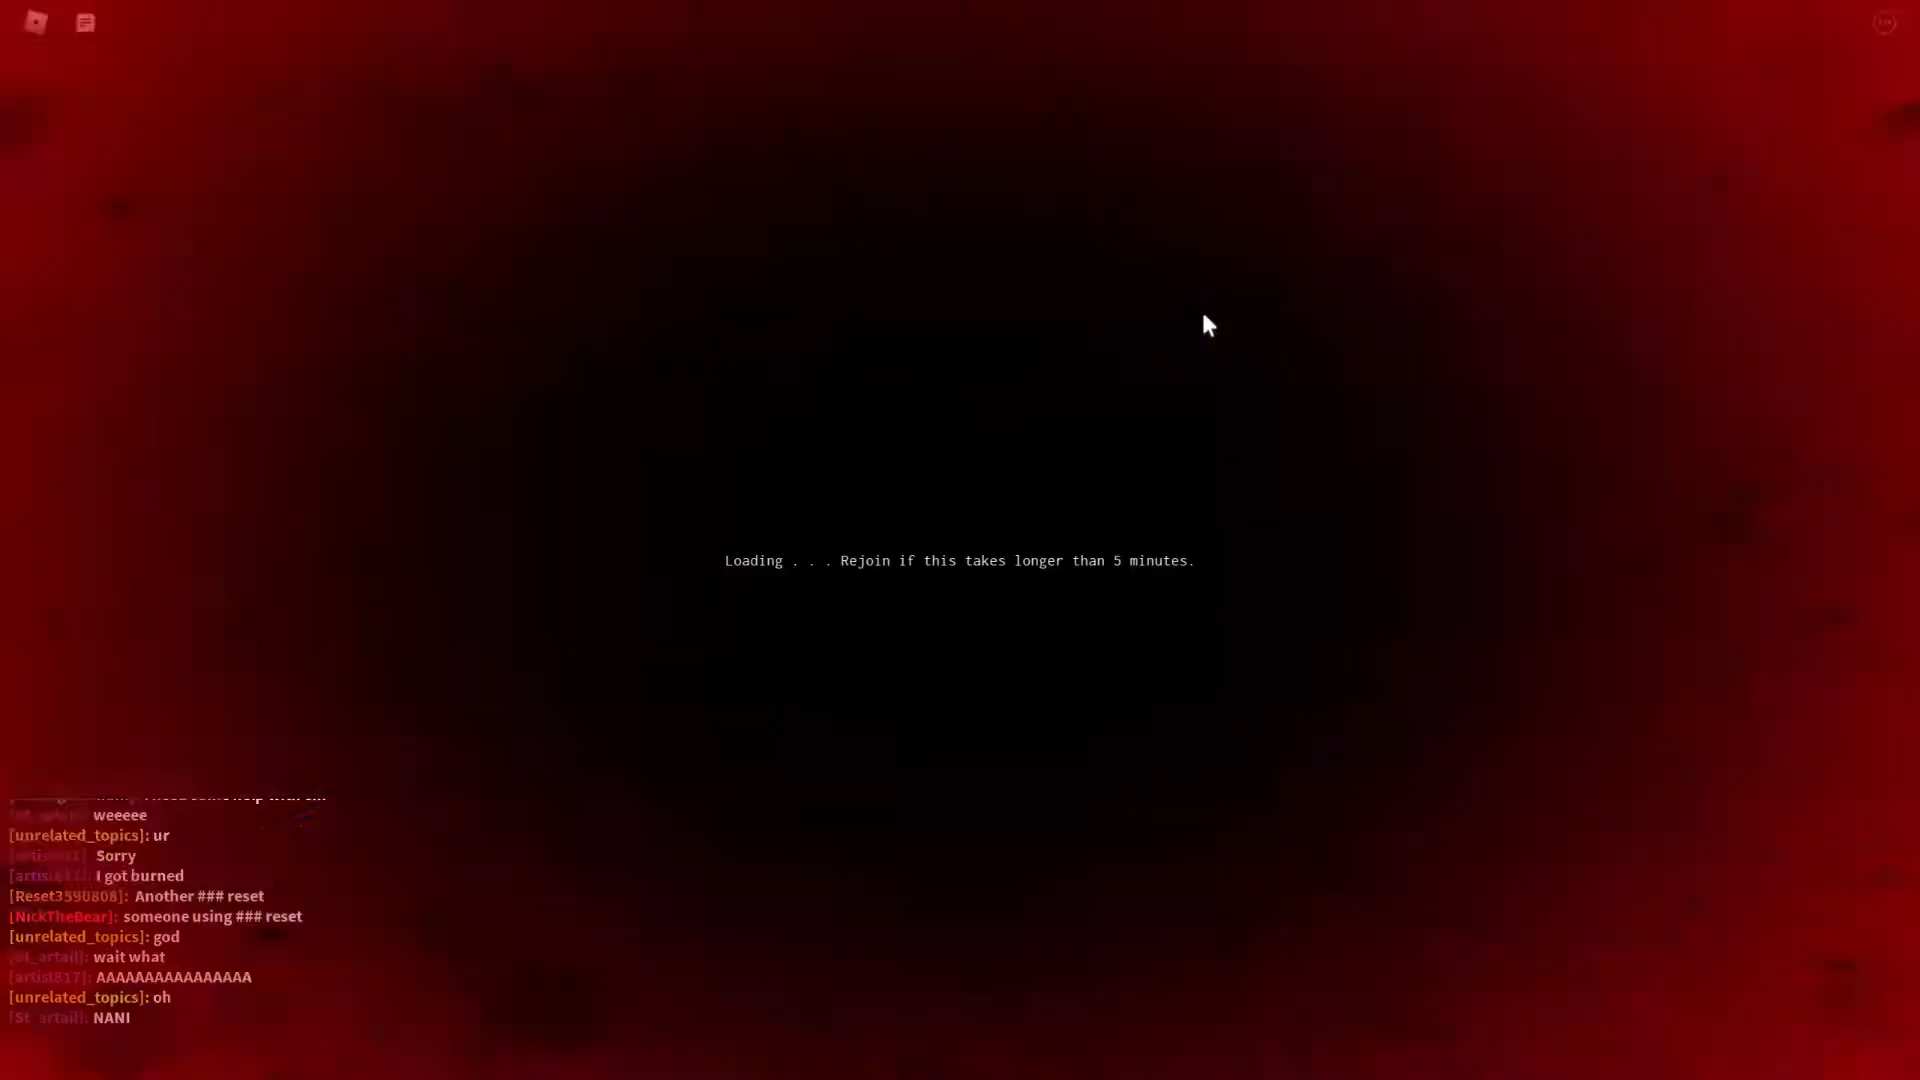 Loading . . . Rejoin if this takes longer than 5 minutes.
weeeee
[unrelated_topics]: ur
Sorry
I got burned
[Reset3590808]: Another ### reset
[NickTheBear]: someone using ### reset
[unrelated_topics]: god
wait what
[artist817]: AAAAAAAAAAAAAAAA
[unrelated_topics]: oh
[St_artail]: NANI